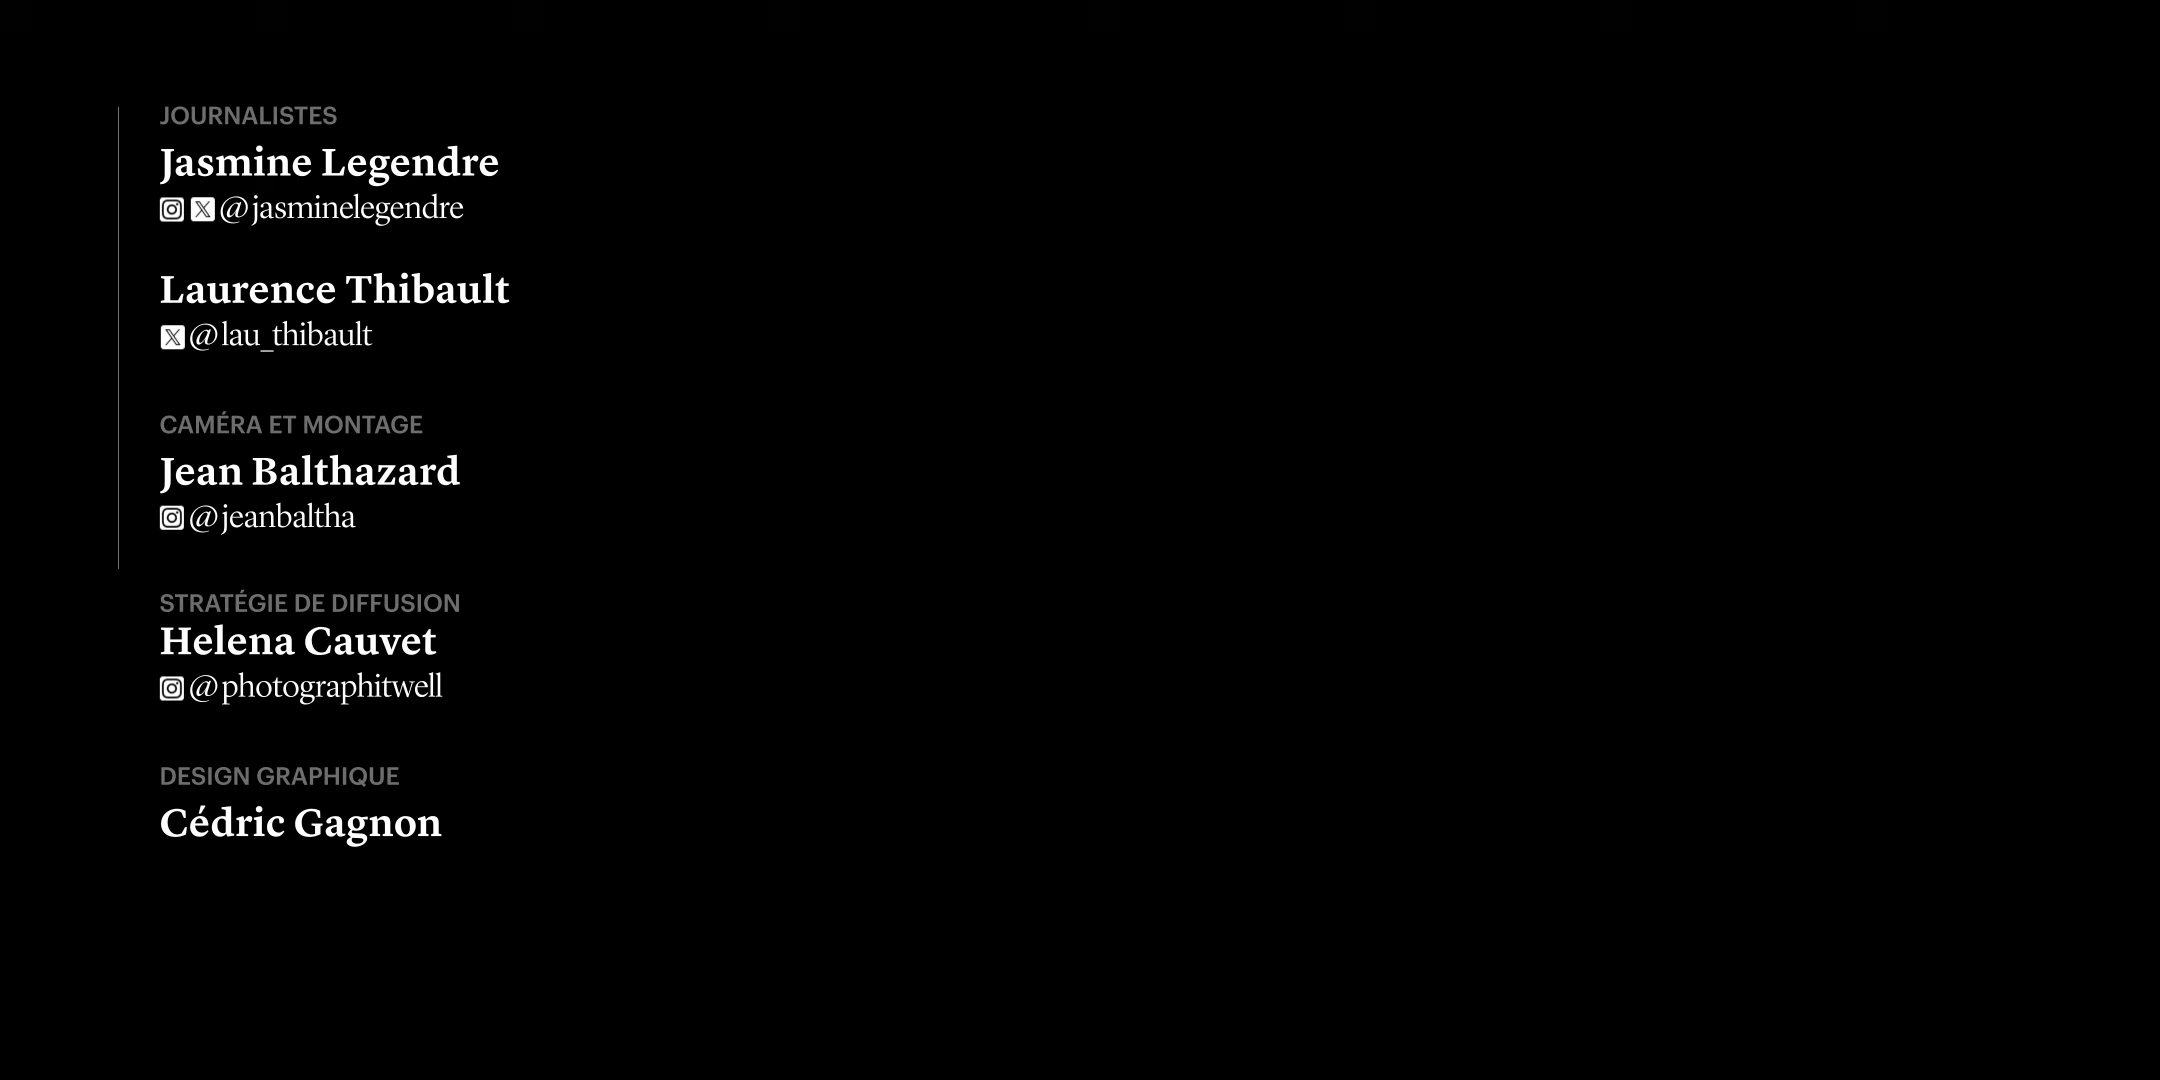 JOURNALISTES
Jasmine Legendre
@jasminelegendre
Laurence Thibault
@lau_thibault
CAMÉRA ET MONTAGE
Jean Balthazard
@jeanbaltha
STRATÉGIE DE DIFFUSION
Helena Cauvet
@photographitwell
DESIGN GRAPHIQUE
Cédric Gagnon